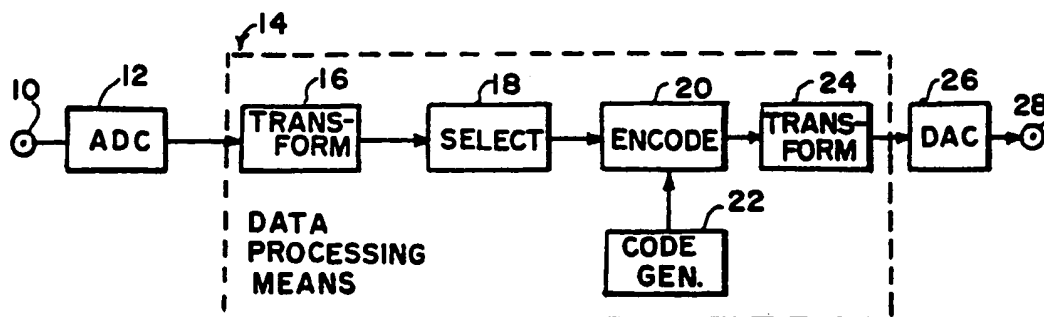 14
10
12
16
18
20
24
26
28
ADC
TRANS-
FORM
SELECT
ENCODE
TRANS-
FORM
DAC
22
DATA
PROCESSING
MEANS
CODE
GEN.